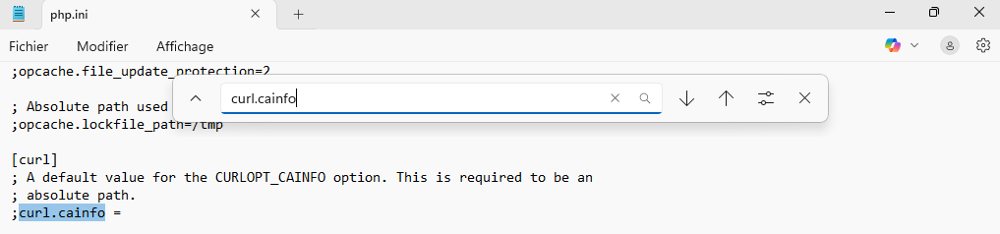 php.ini
Fichier Modifier Affichage
;opcache.file_update_protection=2
curl.cainfo
; Absolute path used
;opcache.lockfile_path=/tmp
[curl]
; A default value for the CURLOPT_CAINFO option. This is required to be an
; absolute path.
;curl.cainfo =